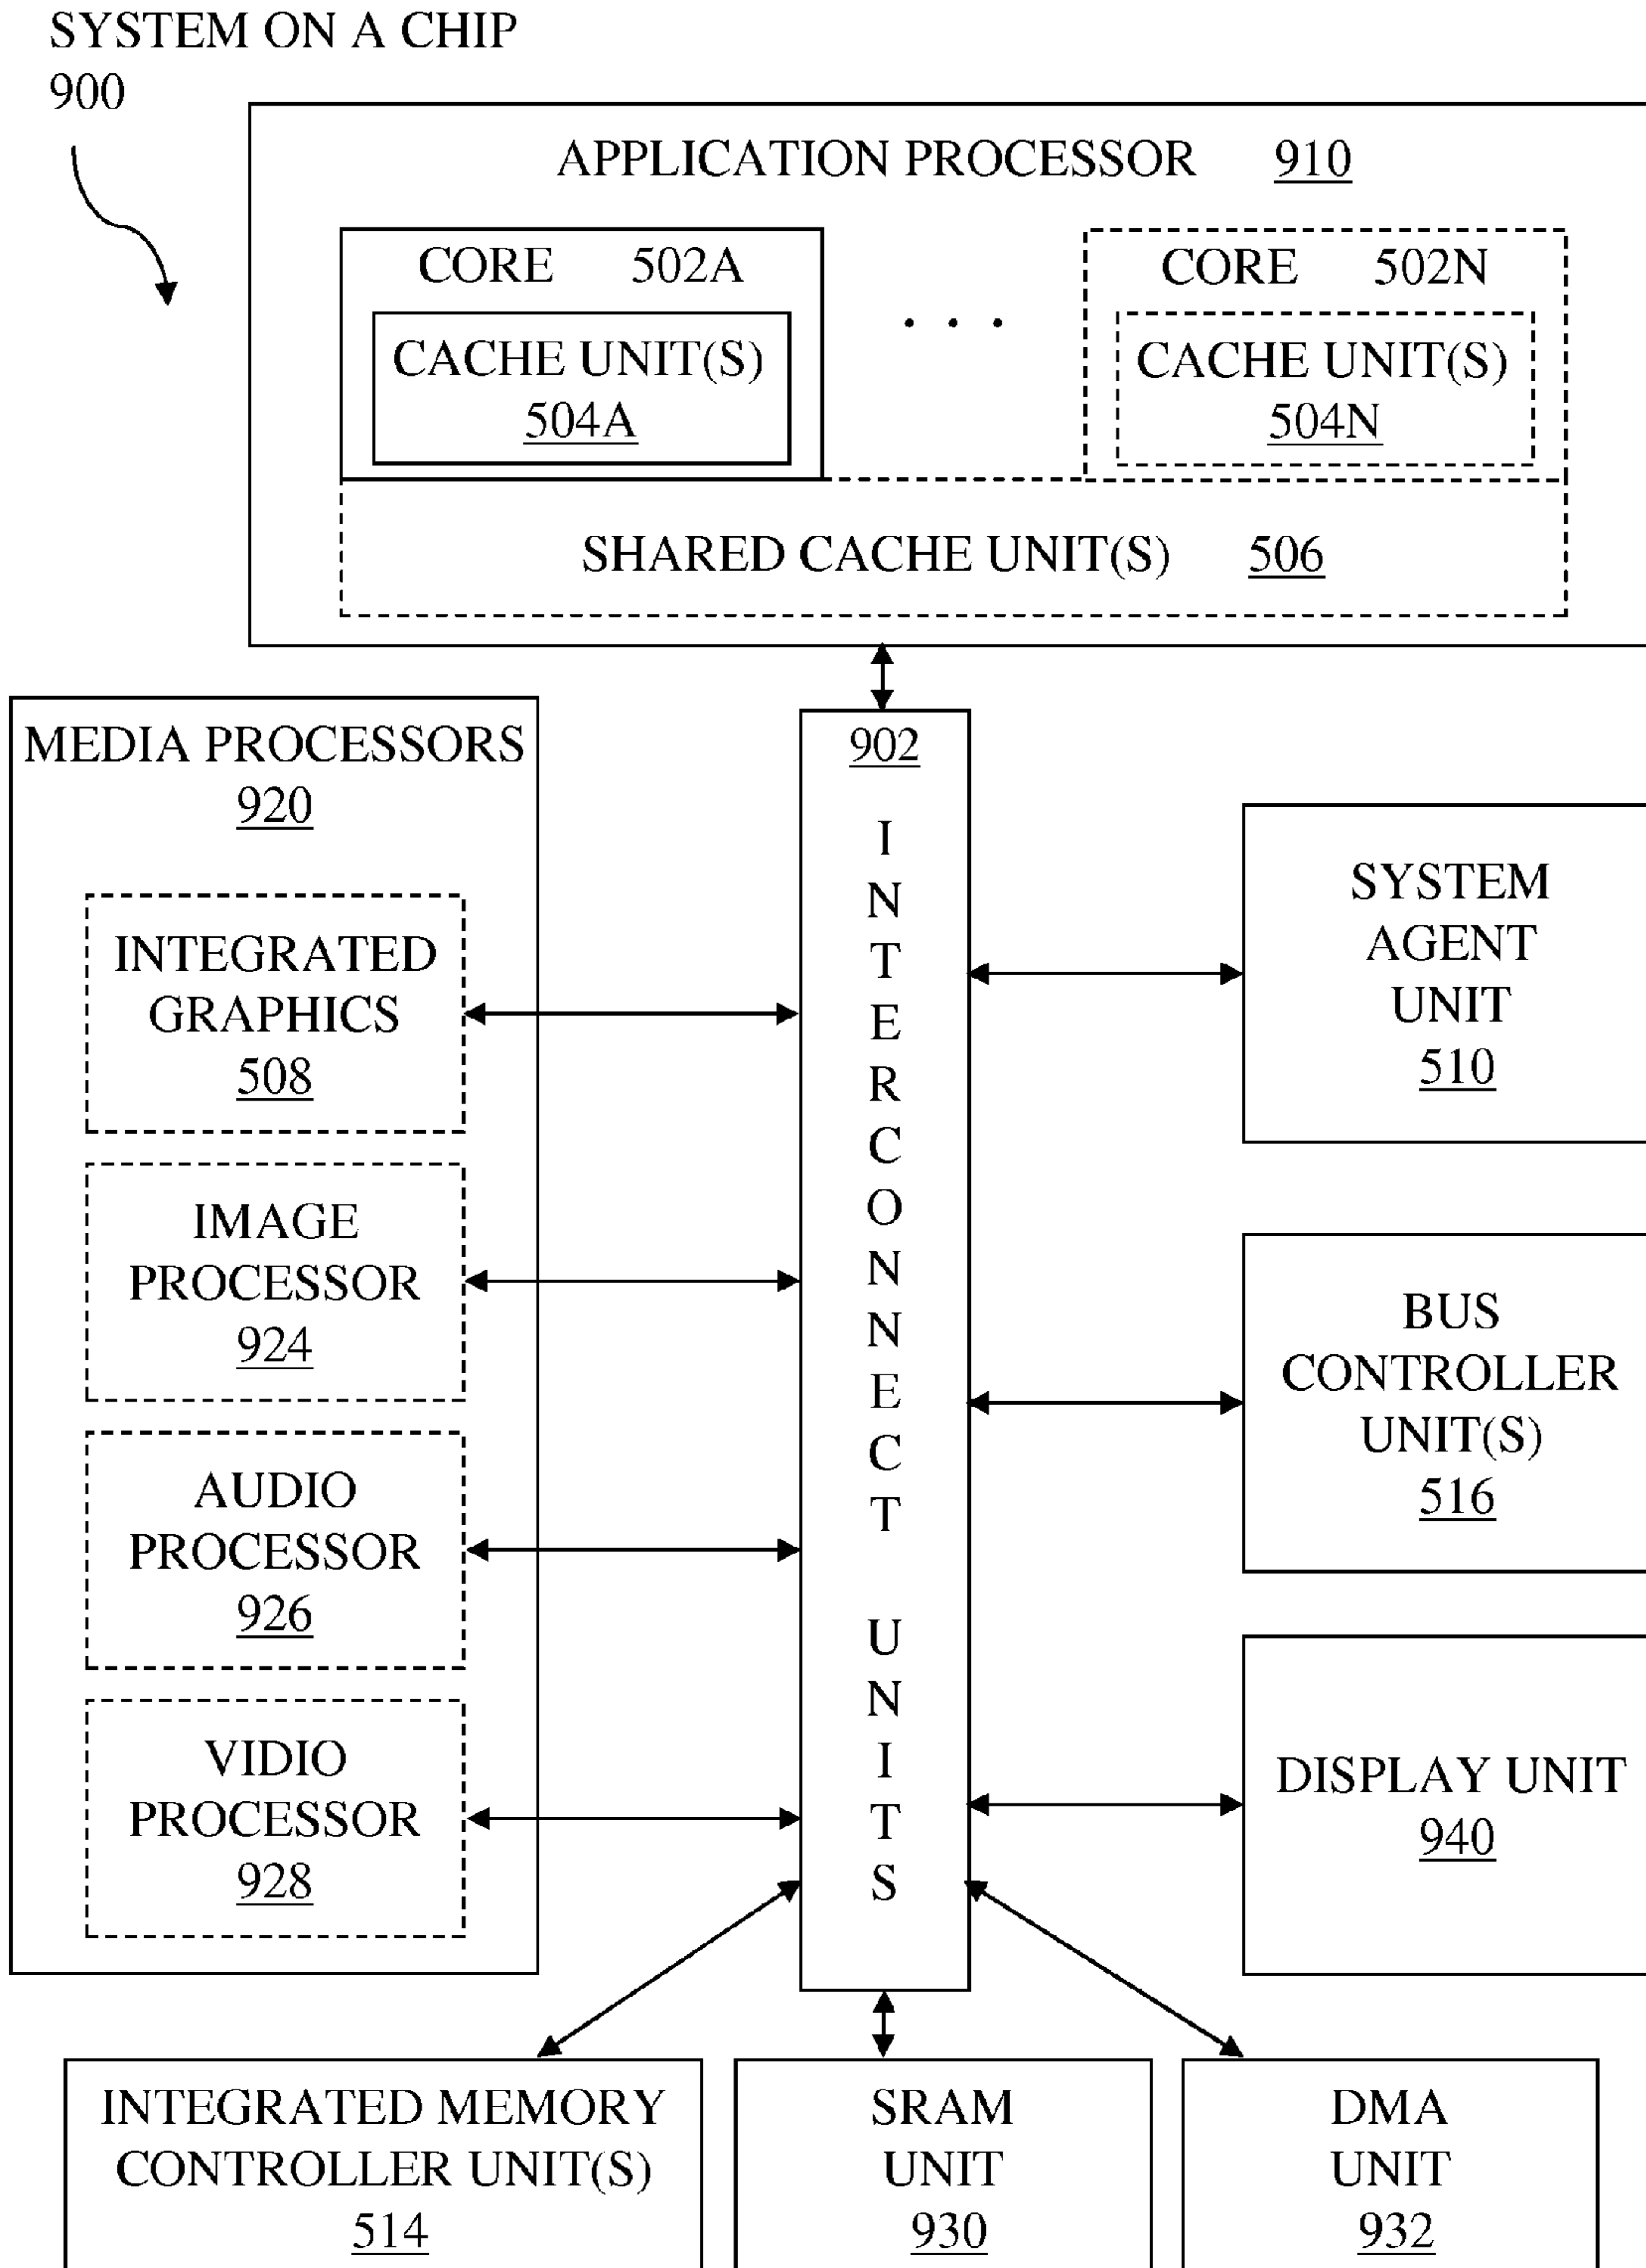 SYSTEM ON A CHIP
900
APPLICATION PROCESSOR 910
CORE 502A
CACHE UNIT(S)
504A
. . .
CORE 502N
CACHE UNIT(S)
504N
SHARED CACHE UNIT(S) 506
MEDIA PROCESSORS
920
INTEGRATED
GRAPHICS
508
IMAGE
PROCESSOR
924
AUDIO
PROCESSOR
926
VIDIO
PROCESSOR
928
902
INTERCONNECT UNITS
SYSTEM
AGENT
UNIT
510
BUS
CONTROLLER
UNIT(S)
516
DISPLAY UNIT
940
INTEGRATED MEMORY
CONTROLLER UNIT(S)
514
SRAM
UNIT
930
DMA
UNIT
932